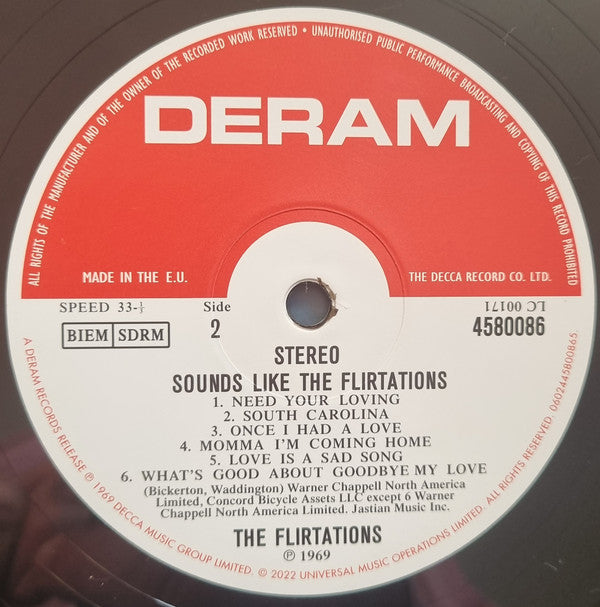 ALL RIGHTS OF THE MANUFACTURER AND OF THE OWNER OF THE RECORDED WORK RESERVED • UNAUTHORISED PUBLIC PERFORMANCE BROADCASTING AND COPYING OF THIS RECORD PROHIBITED
DERAM
MADE IN THE E.U.
THE DECCA RECORD CO. LTD.
SPEED 33-⅓
Side
2
LC 00171
BIEM SDRM
4580086
STEREO
SOUNDS LIKE THE FLIRTATIONS
1. NEED YOUR LOVING
2. SOUTH CAROLINA
3. ONCE I HAD A LOVE
4. MOMMA I'M COMING HOME
5. LOVE IS A SAD SONG
6. WHAT'S GOOD ABOUT GOODBYE MY LOVE
(Bickerton, Waddington) Warner Chappell North America
Limited, Concord Bicycle Assets LLC except 6 Warner
Chappell North America Limited. Jastian Music Inc.
THE FLIRTATIONS
℗ 1969
A DERAM RECORDS RELEASE ℗ 1969 DECCA MUSIC GROUP LIMITED. © 2022 UNIVERSAL MUSIC OPERATIONS LIMITED. ALL RIGHTS RESERVED. 0602445800865